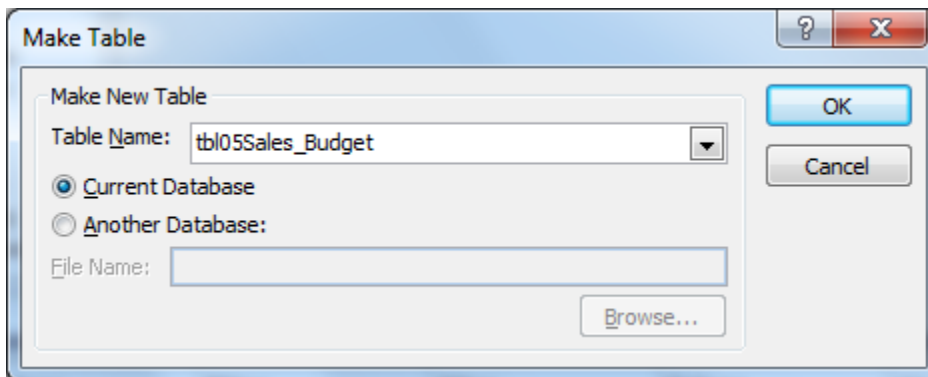 Make Table
?
X
Make New Table
Table Name: tbl05Sales_Budget
OK
Cancel
Current Database
Another Database:
File Name:
Browse...